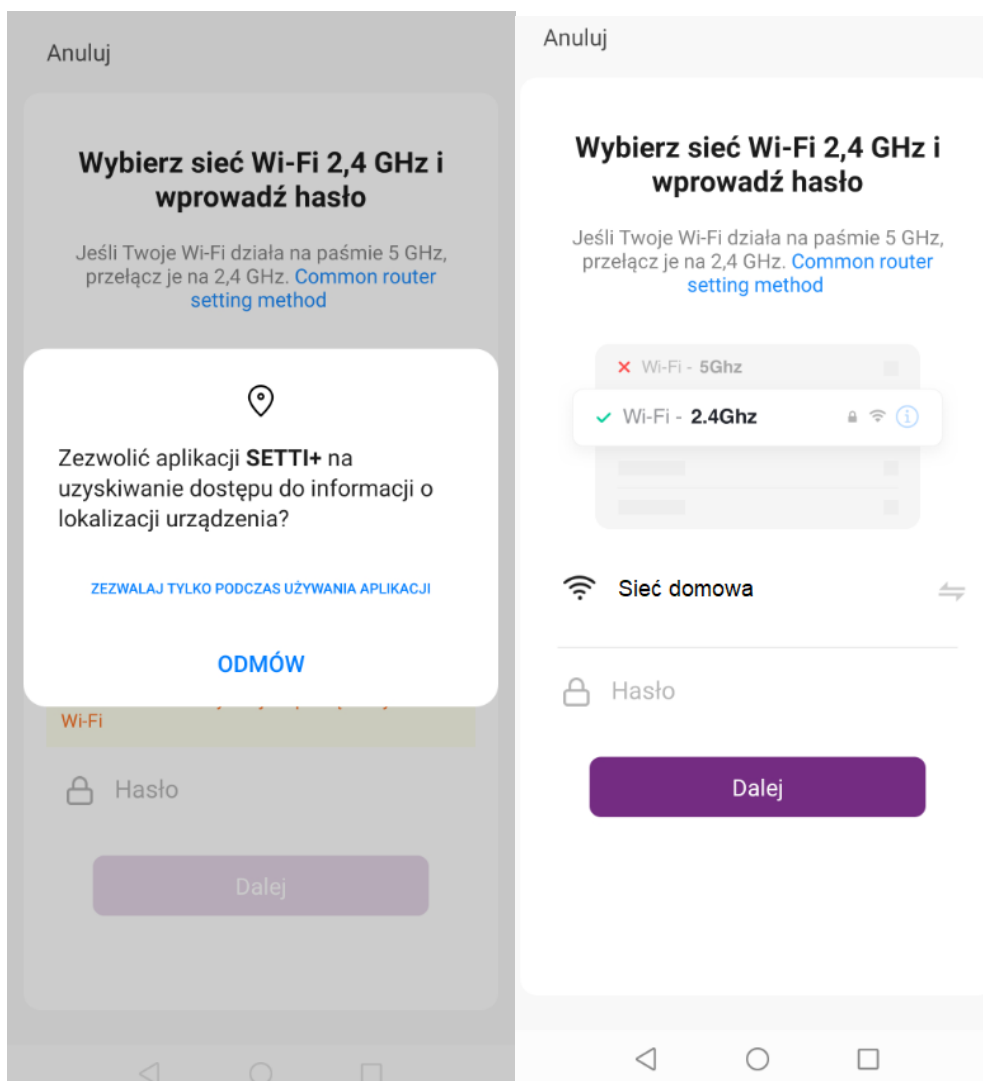 Anuluj
Wybierz sieć Wi-Fi 2,4 GHz i
wprowadź hasło
Jeśli Twoje Wi-Fi działa na paśmie 5 GHz,
przełącz je na 2,4 GHz. Common router
setting method
Zezwolić aplikacji SETTI+ na
uzyskiwanie dostępu do informacji o
lokalizacji urządzenia?
ZEZWALAJ TYLKO PODCZAS UŻYWANIA APLIKACJI
ODMÓW
Wi-Fi
Hasło
Dalej
Anuluj
Wybierz sieć Wi-Fi 2,4 GHz i
wprowadź hasło
Jeśli Twoje Wi-Fi działa na paśmie 5 GHz,
przełącz je na 2,4 GHz. Common router
setting method
Wi-Fi - 5Ghz
Wi-Fi - 2.4Ghz
Sieć domowa
Hasło
Dalej